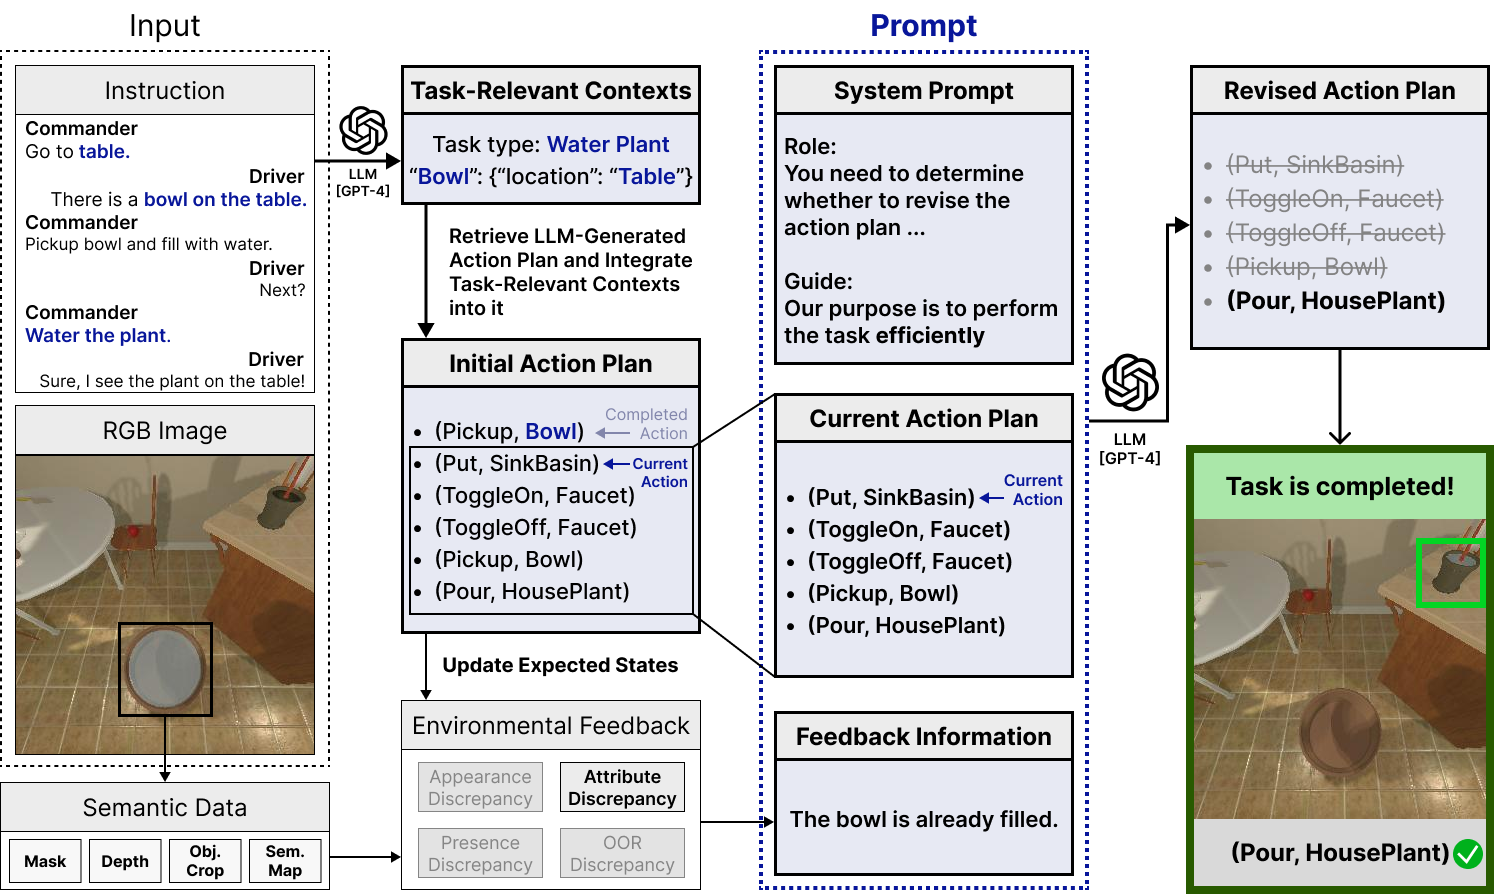 Input
Instruction
Commander
Go to table.
Driver
There is a bowl on the table.
Commander
Pickup bowl and fill with water.
Driver
Next?
Commander
Water the plant.
Driver
Sure, I see the plant on the table!
RGB Image
Semantic Data
Mask
Depth
Obj.
Crop
Sem.
Map
LLM
[GPT-4]
Task-Relevant Contexts
Task type: Water Plant
“Bowl”: {“location”: “Table”}
Retrieve LLM-Generated
Action Plan and Integrate
Task-Relevant Contexts
into it
Initial Action Plan
• (Pickup, Bowl)
Completed
Action
• (Put, SinkBasin)
Current
Action
• (ToggleOn, Faucet)
• (ToggleOff, Faucet)
• (Pickup, Bowl)
• (Pour, HousePlant)
Update Expected States
Environmental Feedback
Appearance
Discrepancy
Attribute
Discrepancy
Presence
Discrepancy
OOR
Discrepancy
Prompt
System Prompt
Role:
You need to determine
whether to revise the
action plan ...
Guide:
Our purpose is to perform
the task efficiently
Current Action Plan
• (Put, SinkBasin)
Current
Action
• (ToggleOn, Faucet)
• (ToggleOff, Faucet)
• (Pickup, Bowl)
• (Pour, HousePlant)
Feedback Information
The bowl is already filled.
LLM
[GPT-4]
Revised Action Plan
• (Put, SinkBasin)
• (ToggleOn, Faucet)
• (ToggleOff, Faucet)
• (Pickup, Bowl)
• (Pour, HousePlant)
Task is completed!
(Pour, HousePlant)